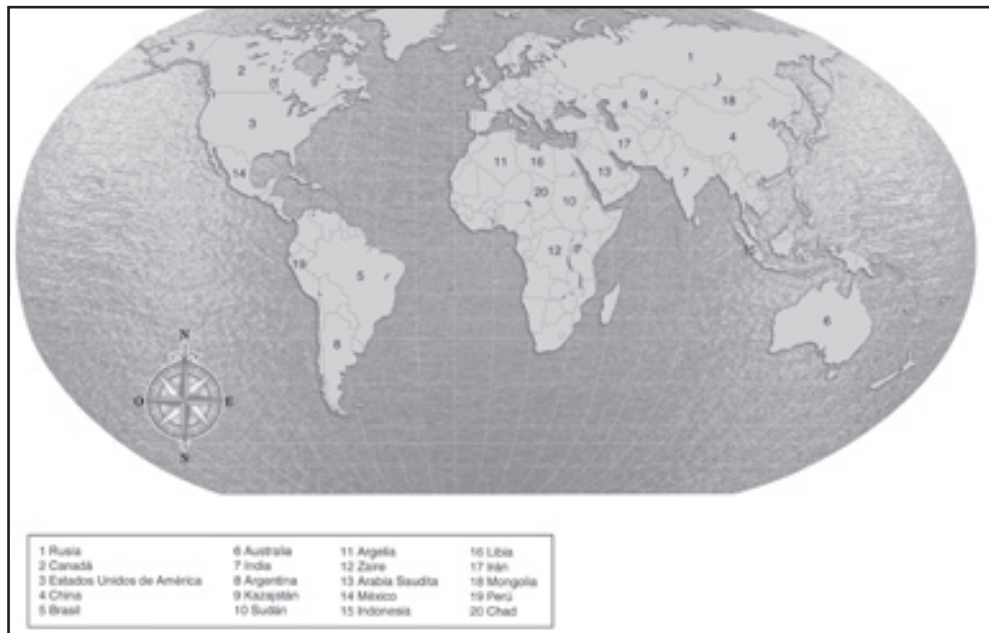 1
3
2
9
4
18
3
4
17
11
16
7
14
13
20
10
12
15
19
5
6
8
N
O
E
S
1 Rusia
2 Canadá
3 Estados Unidos de América
4 China
5 Brasil
6 Australia
7 India
8 Argentina
9 Kazajstán
10 Sudán
11 Argelia
12 Zaire
13 Arabia Saudita
14 México
15 Indonesia
16 Libia
17 Irán
18 Mongolia
19 Perú
20 Chad